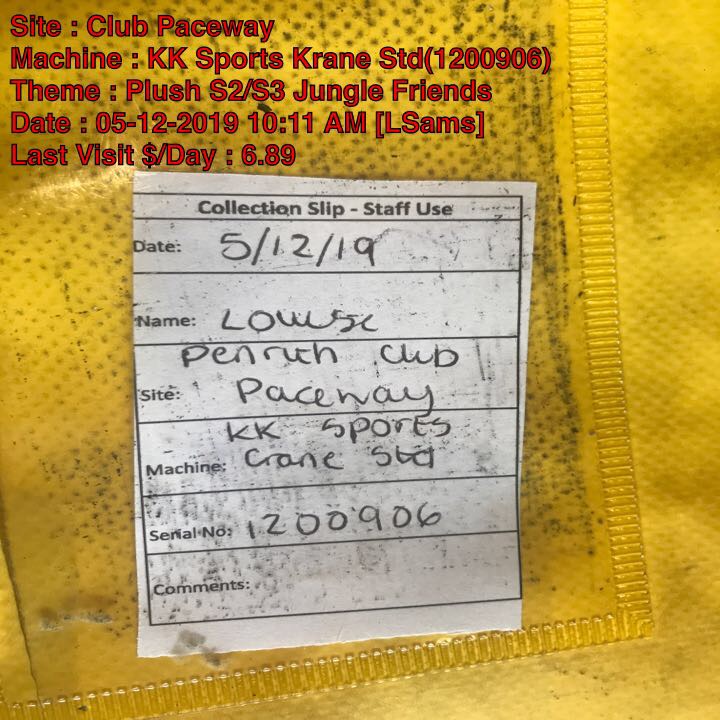 Site : Club Paceway
Machine : KK Sports Krane Std(1200906)
Theme : Plush S2/S3 Jungle Friends
Date : 05-12-2019 10:11 AM [LSams]
Last Visit $/Day : 6.89
Collection Slip - Staff Use
Date: 5/12/19
Name: Louise
Penrith Club
Site: Paceway
KK Sports
Machine: Crane Std
Serial No: 1200906
Comments: